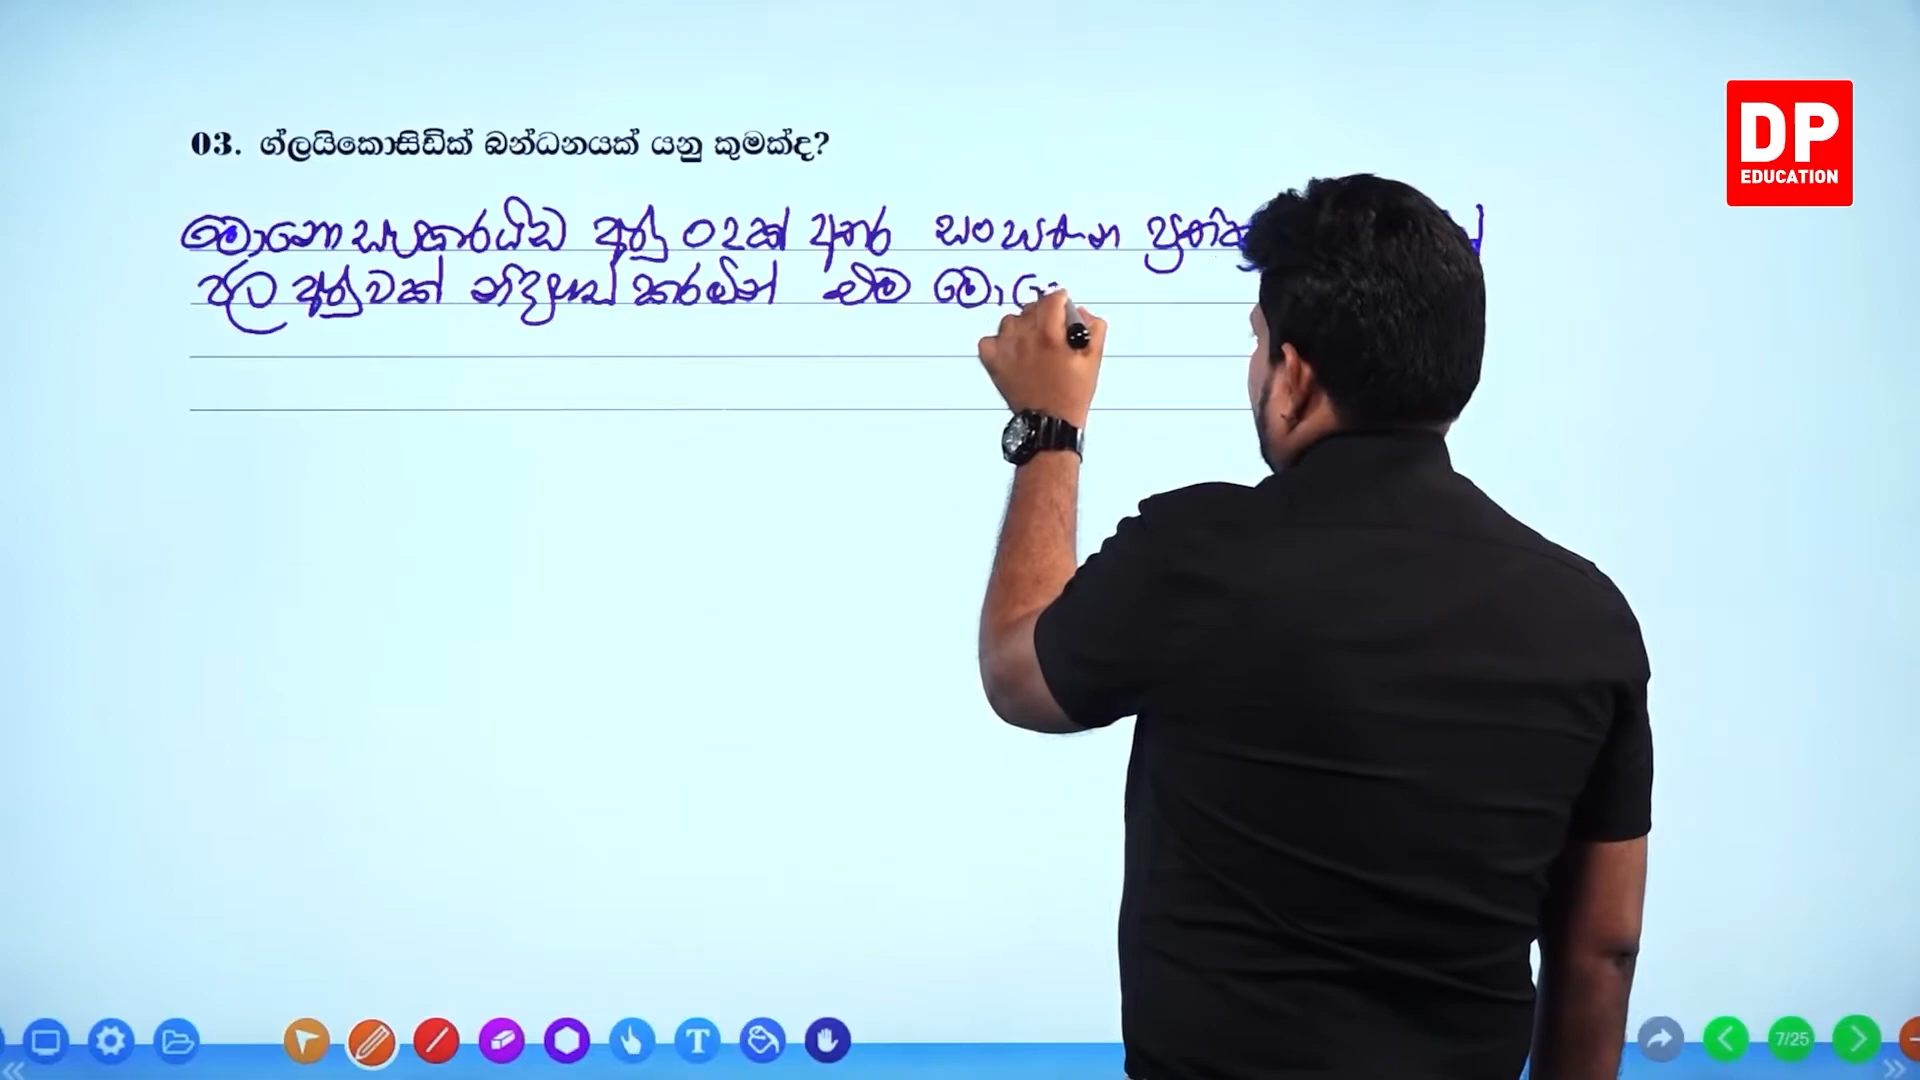 DP
EDUCATION
03. ග්ලයිකොසිඩික් බන්ධනයක් යනු කුමක්ද?
මොනොසැකරයිඩ අණු 02ක් අතර සංඝනන
ජල අණුවක් නිදහස් කරමින් එම
T
7/25